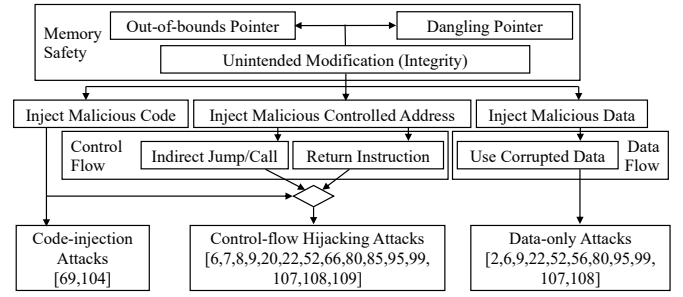 Memory
Safety
Out-of-bounds Pointer
Dangling Pointer
Unintended Modification (Integrity)
Inject Malicious Code
Inject Malicious Controlled Address
Inject Malicious Data
Control
Flow
Indirect Jump/Call
Return Instruction
Use Corrupted Data
Data
Flow
Code-injection
Attacks
[69,104]
Control-flow Hijacking Attacks
[6,7,8,9,20,22,52,66,80,85,95,99,
107,108,109]
Data-only Attacks
[2,6,9,22,52,56,80,95,99,
107,108]